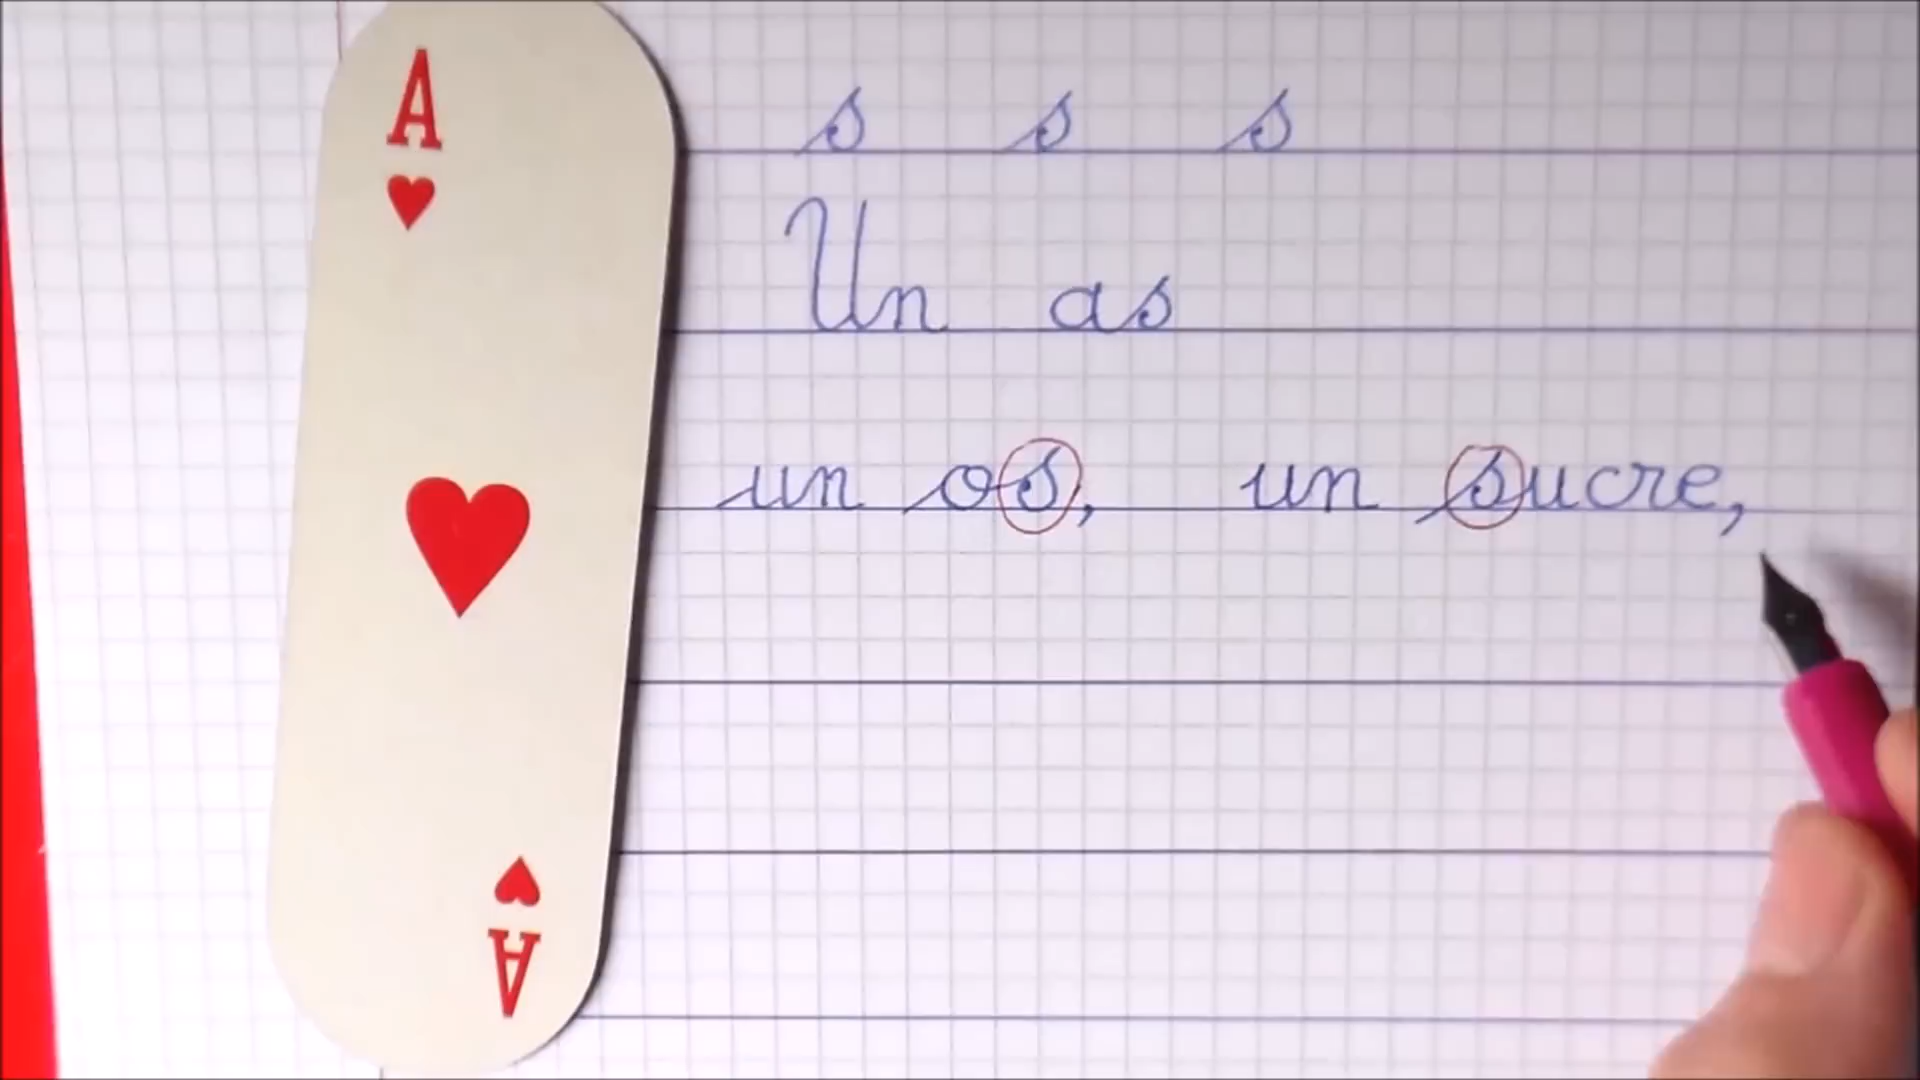 A
s s s
Un as
un os, un sucre,
A